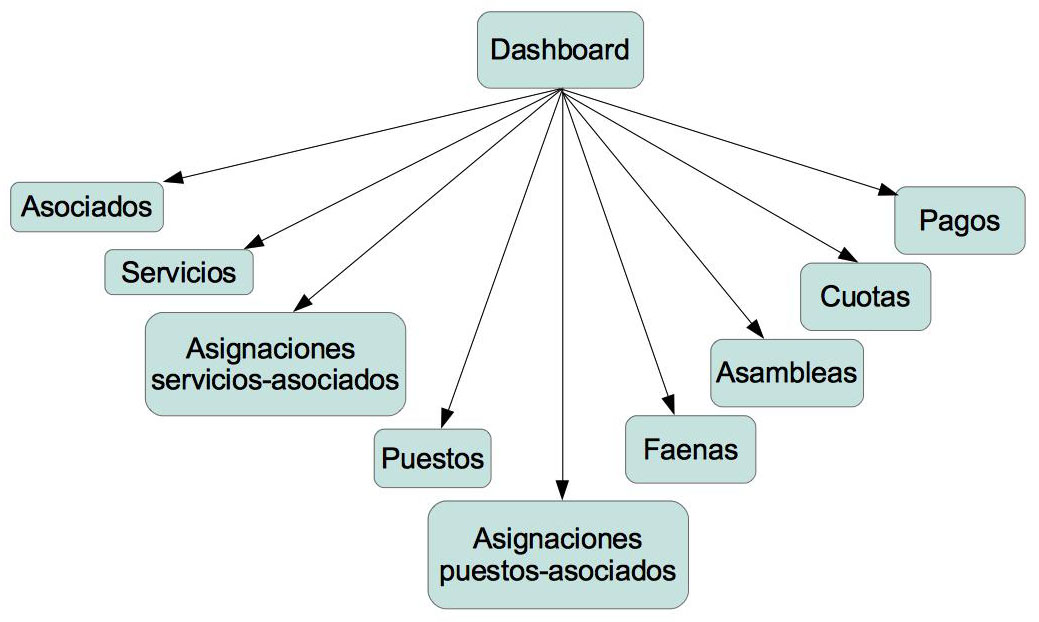 Dashboard
Asociados
Servicios
Asignaciones
servicios-asociados
Puestos
Asignaciones
puestos-asociados
Faenas
Asambleas
Cuotas
Pagos